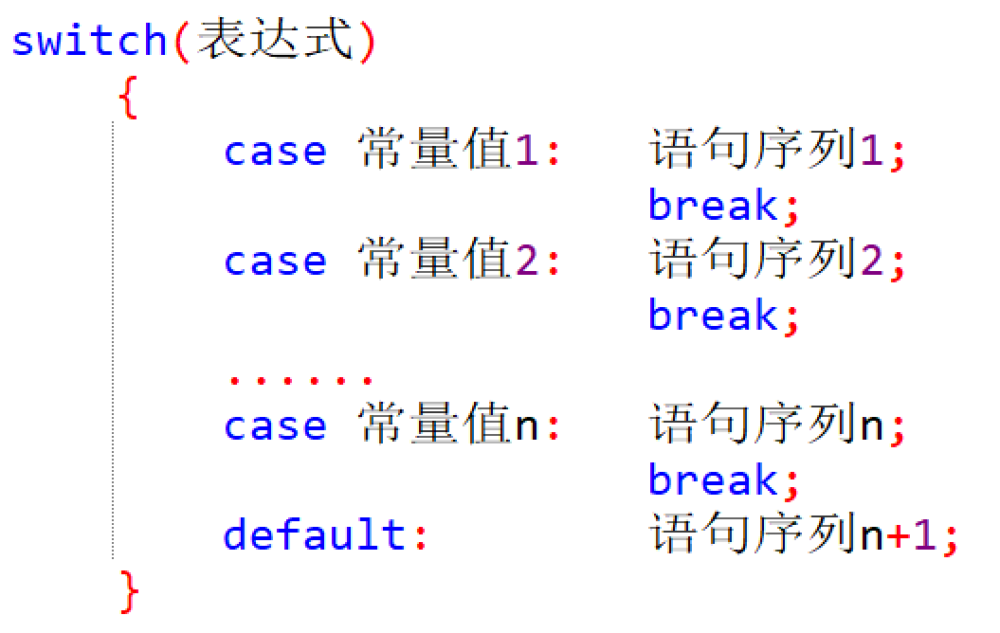 switch(表达式)
{
case 常量值1: 语句序列1;
break;
case 常量值2: 语句序列2;
break;
......
case 常量值n: 语句序列n;
break;
default: 语句序列n+1;
}